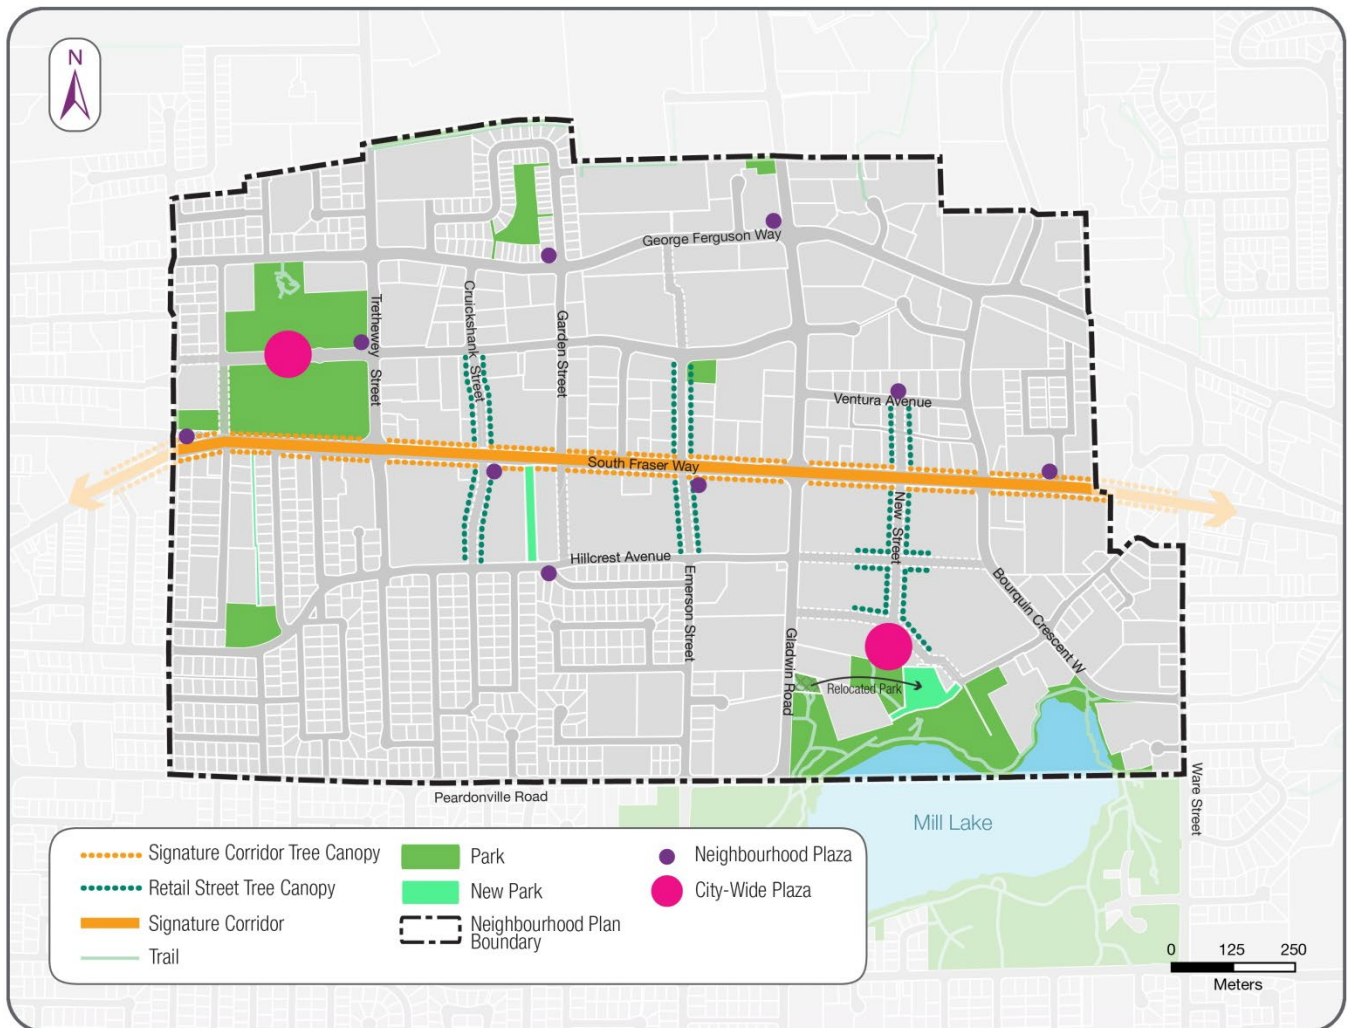 N
George Ferguson Way
Trethewey Street
Cruickshank Street
Garden Street
Ventura Avenue
South Fraser Way
New Street
Hillcrest Avenue
Emerson Street
Gladwin Road
Bourquin Crescent W
Relocated Park
Peardonville Road
Ware Street
Mill Lake
Signature Corridor Tree Canopy
Retail Street Tree Canopy
Signature Corridor
Trail
Park
New Park
Neighbourhood Plan
Boundary
Neighbourhood Plaza
City-Wide Plaza
0 125 250
Meters